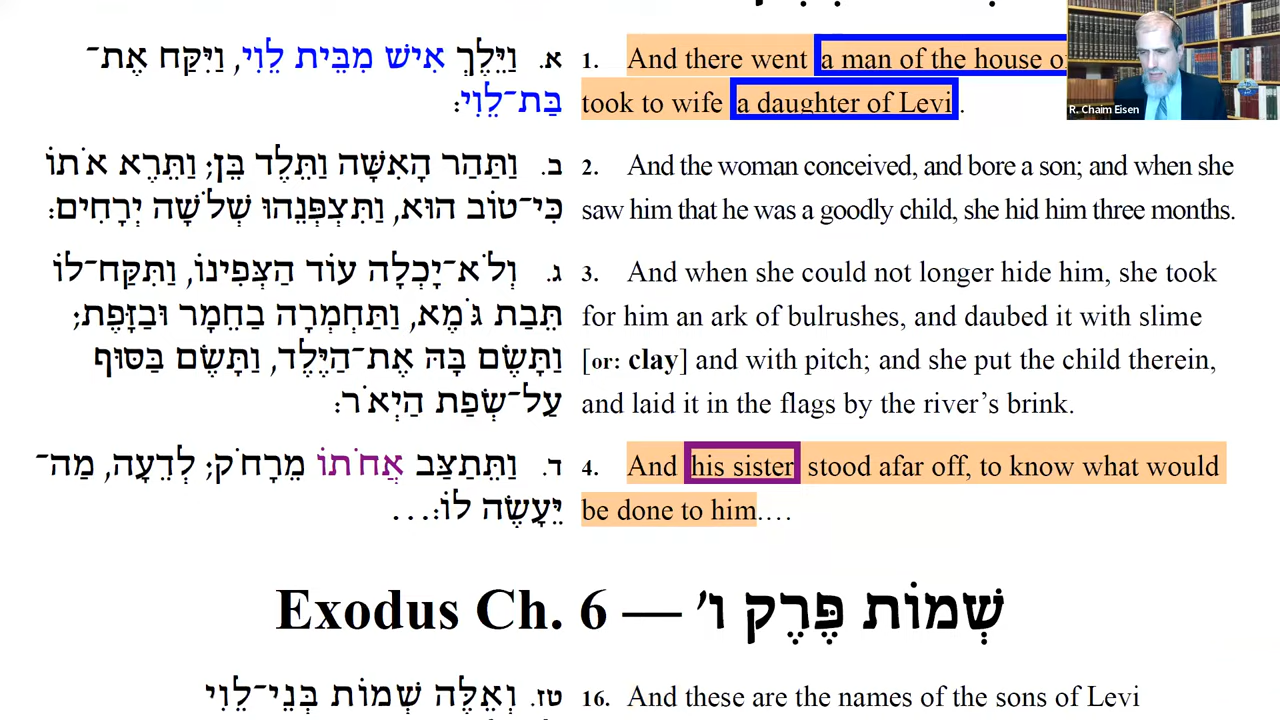 א. וַיֵּלֶךְ אִישׁ מִבֵּית לֵוִי, וַיִּקַּח אֶת־
בַּת־לֵוִי:
1. And there went a man of the house o
took to wife a daughter of Levi.
R. Chaim Eisen
ב. וַתַּהַר הָאִשָּׁה וַתֵּלֶד בֵּן; וַתֵּרֶא אֹתוֹ
כִּי־טוֹב הוּא, וַתִּצְפְּנֵהוּ שְׁלֹשָׁה יְרָחִים:
2. And the woman conceived, and bore a son; and when she
saw him that he was a goodly child, she hid him three months.
ג. וְלֹא־יָכְלָה עוֹד הַצְּפִינוֹ, וַתִּקַּח־לוֹ
תֵּבַת גֹּמֶא, וַתַּחְמְרָה בַחֵמָר וּבַזָּפֶת;
וַתָּשֶׂם בָּהּ אֶת־הַיֶּלֶד, וַתָּשֶׂם בַּסּוּף
עַל־שְׂפַת הַיְאֹר:
3. And when she could not longer hide him, she took
for him an ark of bulrushes, and daubed it with slime
[or: clay] and with pitch; and she put the child therein,
and laid it in the flags by the river’s brink.
ד. וַתֵּתַצַּב אֲחֹתוֹ מֵרָחֹק; לְדֵעָה, מַה־
יֵּעָשֶׂה לוֹ:…
4. And his sister stood afar off, to know what would
be done to him.…
Exodus Ch. 6 — שְׁמוֹת פֶּרֶק ו׳
טז. וְאֵלֶּה שְׁמוֹת בְּנֵי־לֵוִי
16. And these are the names of the sons of Levi